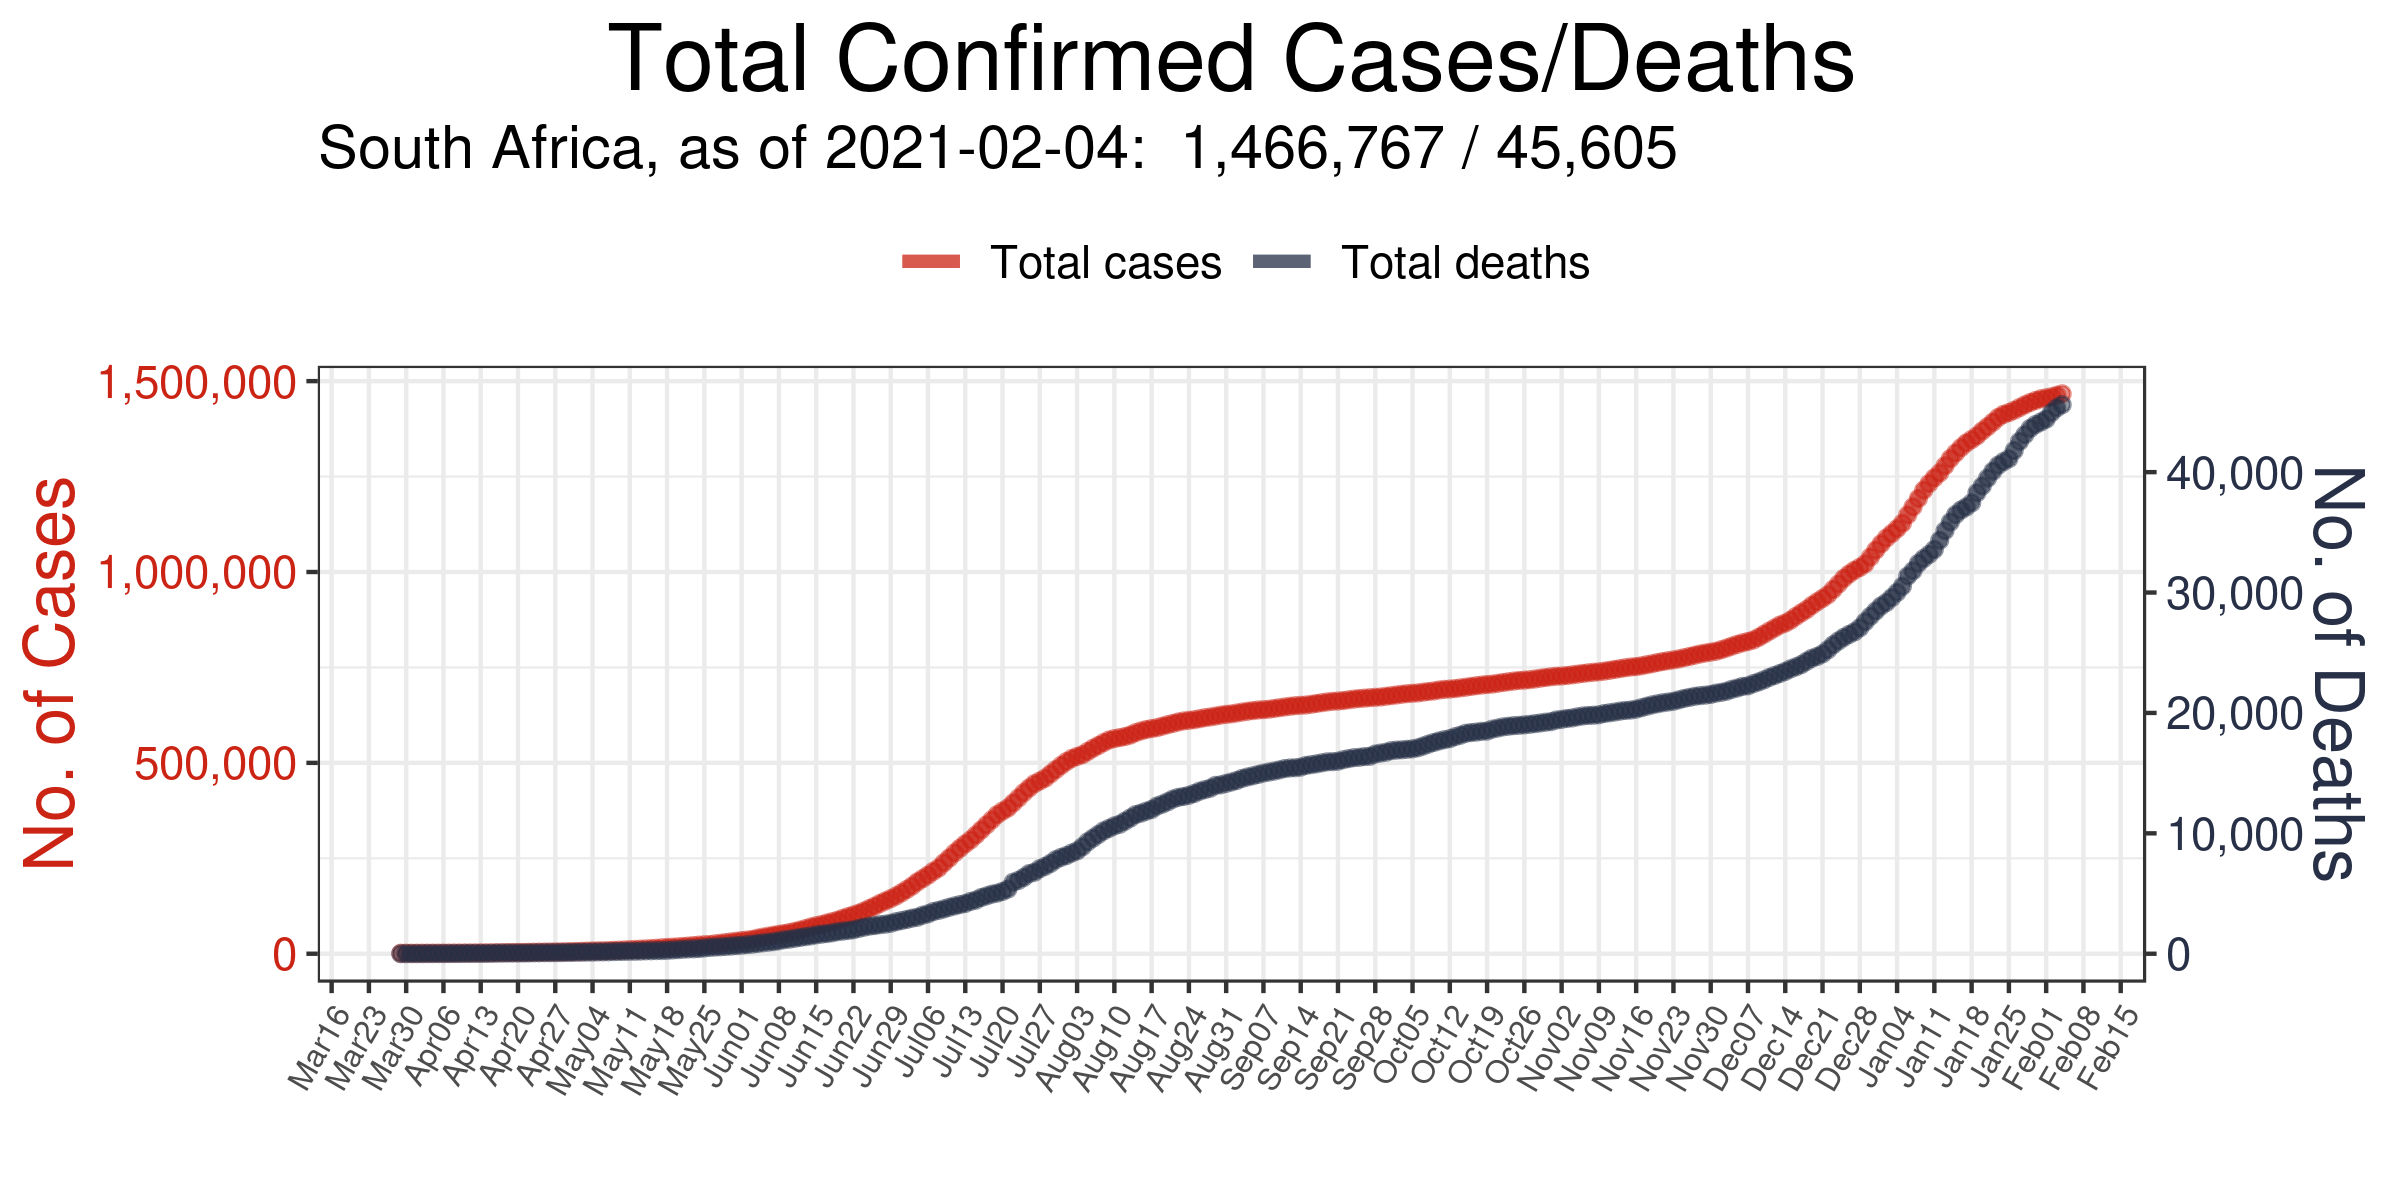 Total Confirmed Cases/Deaths
South Africa, as of 2021-02-04:  1,466,767 / 45,605
Total cases
Total deaths
No. of Cases
1,500,000
1,000,000
500,000
0
40,000
30,000
20,000
10,000
0
No. of Deaths
Mar16
Mar23
Mar30
Apr06
Apr13
Apr20
Apr27
May04
May11
May18
May25
Jun01
Jun08
Jun15
Jun22
Jun29
Jul06
Jul13
Jul20
Jul27
Aug03
Aug10
Aug17
Aug24
Aug31
Sep07
Sep14
Sep21
Sep28
Oct05
Oct12
Oct19
Oct26
Nov02
Nov09
Nov16
Nov23
Nov30
Dec07
Dec14
Dec21
Dec28
Jan04
Jan11
Jan18
Jan25
Feb01
Feb08
Feb15